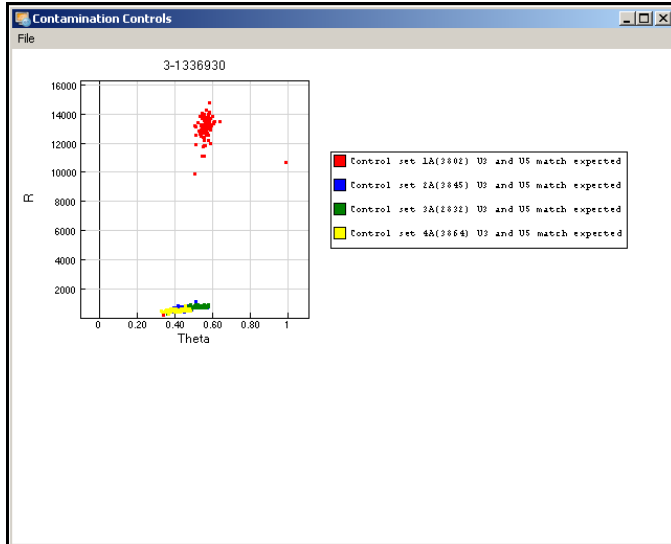 Contamination Controls
File
3-1336930
16000
14000
12000
10000
8000
6000
4000
2000
R
0 0.20 0.40 0.60 0.80 1
Theta
Control set 1A(3802) U3 and U5 match expected
Control set 2A(3845) U3 and U5 match expected
Control set 3A(2832) U3 and U5 match expected
Control set 4A(3864) U3 and U5 match expected